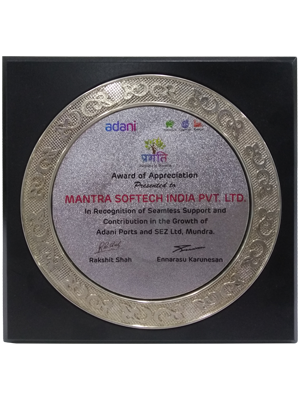 adani
प्रगति
Award of Appreciation
Presented to
MANTRA SOFTECH INDIA PVT. LTD.
In Recognition of Seamless Support and
Contribution in the Growth of
Adani Ports and SEZ Ltd, Mundra.
Rakshit Shah Ennarasu Karunesan